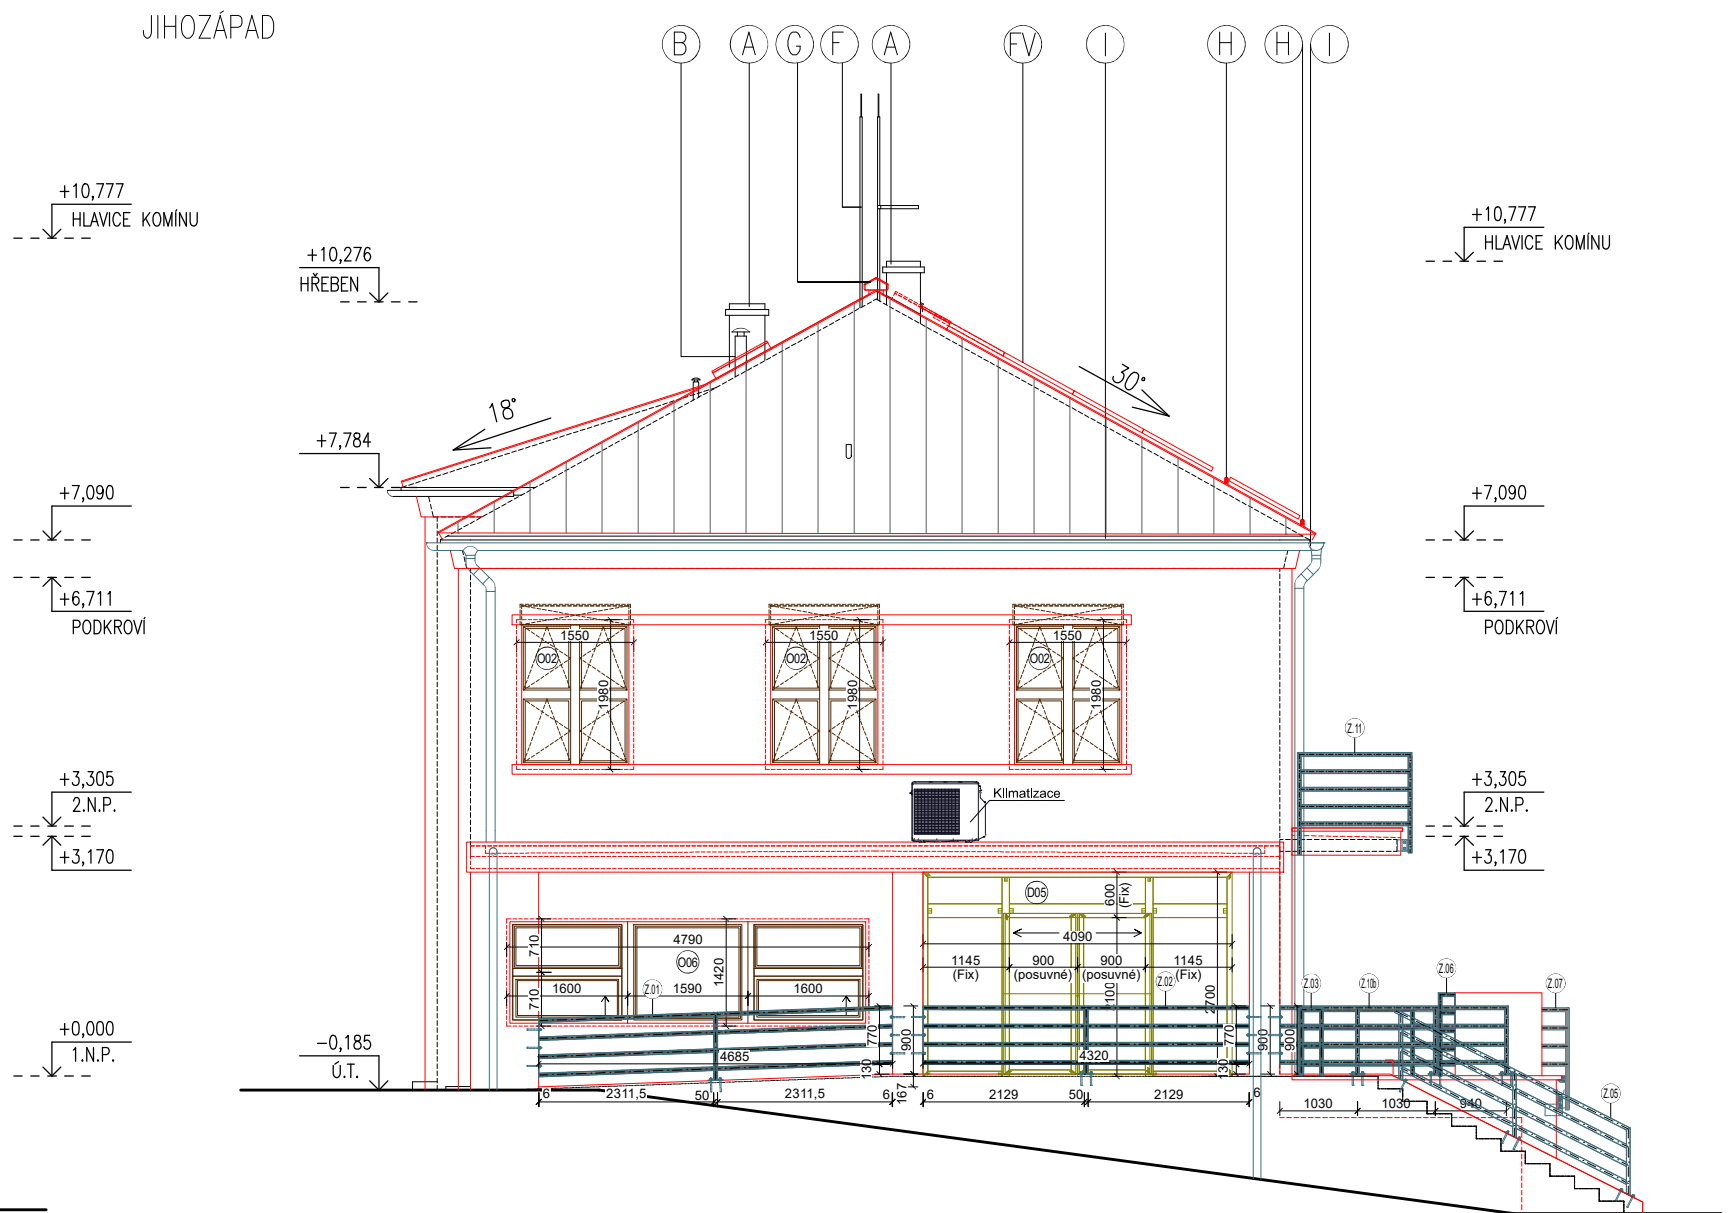 JIHOZÁPAD
B
A
G
F
A
FV
I
H
H
I
+10,777
HLAVICE KOMÍNU
+10,777
HLAVICE KOMÍNU
+10,276
HŘEBEN
18°
30°
+7,784
+7,090
+7,090
+6,711
PODKROVÍ
+6,711
PODKROVÍ
1550
1550
1550
O02
O02
O02
1980
1980
1980
Z.11
+3,305
2.N.P.
+3,305
2.N.P.
Klimatizace
+3,170
+3,170
D05
600
(Fix)
4790
4090
710
O06
1420
1145
(Fix)
900
(posuvné)
900
(posuvné)
1145
(Fix)
710
1600
Z.01
1590
1600
2100
Z.02
2700
Z.03
Z.10b
Z.06
Z.07
+0,000
1.N.P.
-0,185
Ú.T.
4685
770
900
130
4320
770
900
900
130
6
2311,5
50
2311,5
6
167
6
2129
50
2129
6
1030
1030
940
Z.05